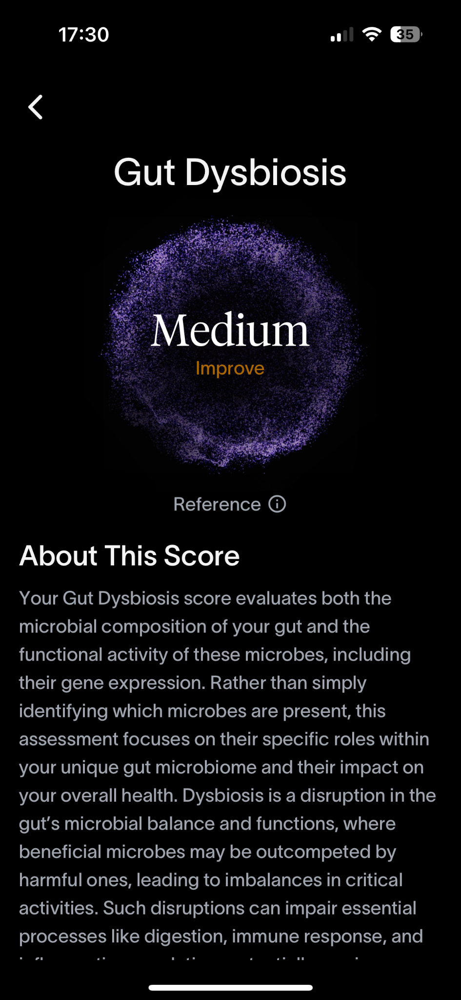 17:30
35
Gut Dysbiosis
Medium
Improve
Reference
About This Score
Your Gut Dysbiosis score evaluates both the
microbial composition of your gut and the
functional activity of these microbes, including
their gene expression. Rather than simply
identifying which microbes are present, this
assessment focuses on their specific roles within
your unique gut microbiome and their impact on
your overall health. Dysbiosis is a disruption in the
gut’s microbial balance and functions, where
beneficial microbes may be outcompeted by
harmful ones, leading to imbalances in critical
activities. Such disruptions can impair essential
processes like digestion, immune response, and